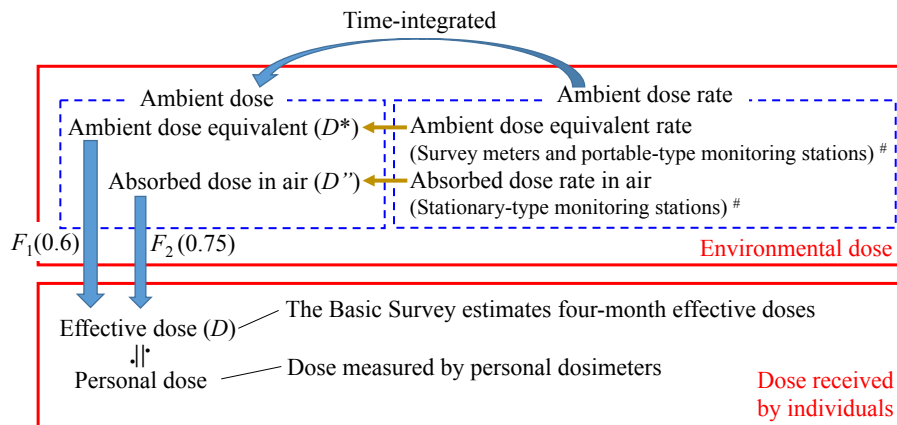 Time-integrated
Ambient dose
Ambient dose rate
Ambient dose equivalent (D*)
Ambient dose equivalent rate
(Survey meters and portable-type monitoring stations) #
Absorbed dose in air (D’’)
Absorbed dose rate in air
(Stationary-type monitoring stations) #
F1(0.6)
F2 (0.75)
Environmental dose
Effective dose (D)
The Basic Survey estimates four-month effective doses
Personal dose
Dose measured by personal dosimeters
Dose received
by individuals